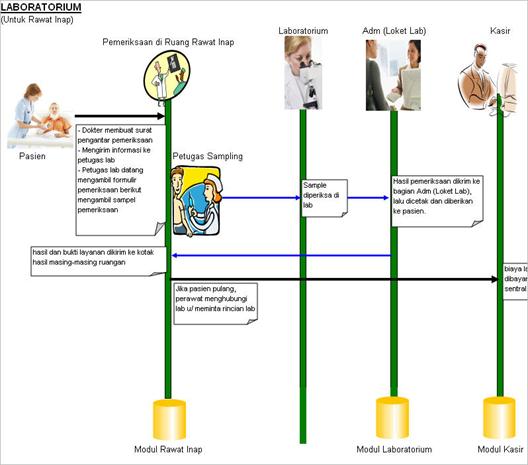 LABORATORIUM
(Untuk Rawat Inap)
Pemeriksaan di Ruang Rawat Inap
Laboratorium
Adm (Loket Lab)
Kasir
Pasien
- Dokter membuat surat
pengantar pemeriksaan
- Mengirim informasi ke
petugas lab
- Petugas lab datang
mengambil formulir
pemeriksaan berikut
mengambil sampel
pemeriksaan
Petugas Sampling
Sample
diperiksa di
lab
Hasil pemeriksaan dikrim ke
bagian Adm (Loket Lab),
lalu dicetak dan diberikan
ke pasien.
hasil dan bukti layanan dikirim ke kotak
hasil masing-masing ruangan
Jika pasien pulang,
perawat menghubungi
lab u/ meminta rincian lab
biaya la
dibayar
sentral
Modul Rawat Inap
Modul Laboratorium
Modul Kasir